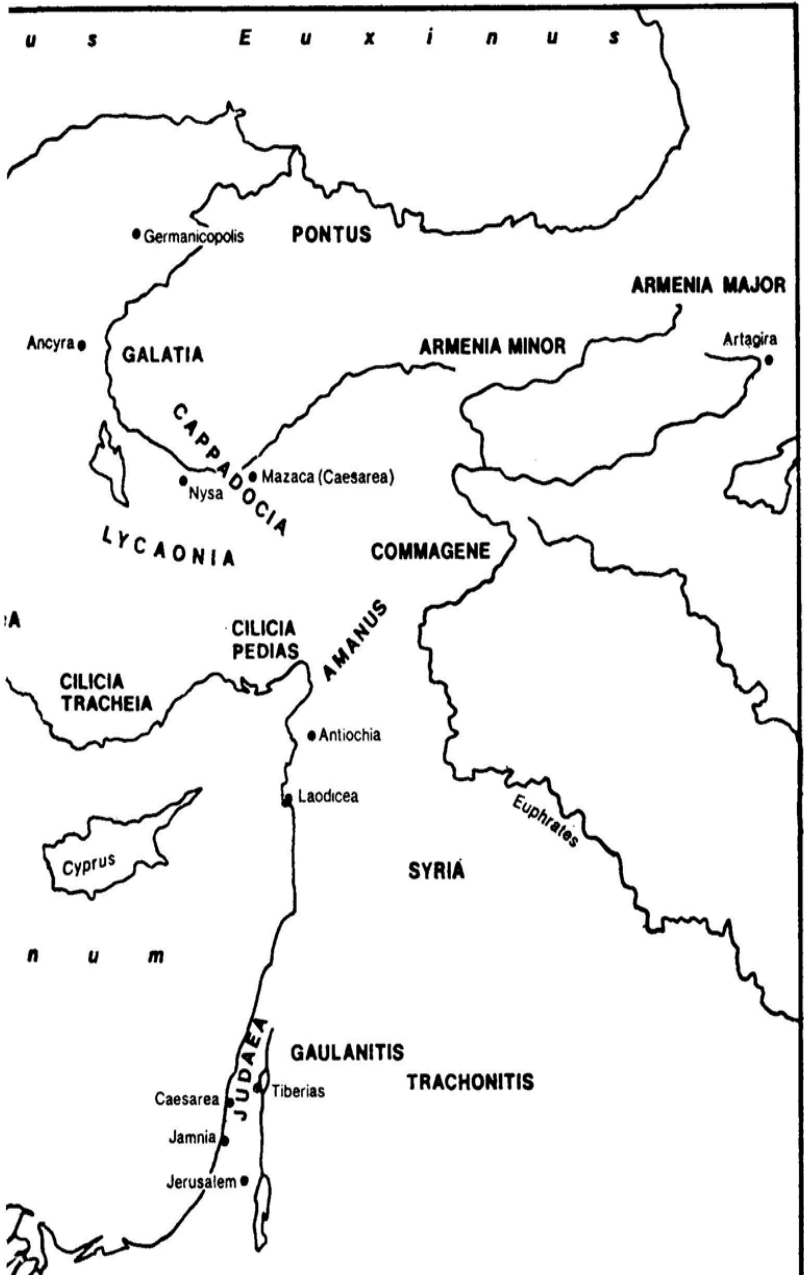 u s E u x i n u s
Germanicopolis
PONTUS
ARMENIA MAJOR
Ancyra
GALATIA
ARMENIA MINOR
Artagira
CAPPADOCIA
Mazaca (Caesarea)
Nysa
LYCAONIA
COMMAGENE
A
CILICIA
PEDIAS
AMANUS
CILICIA
TRACHEIA
Antiochia
Laodicea
Euphrates
Cyprus
SYRIA
n u m
JUDAEA
GAULANITIS
TRACHONITIS
Tiberias
Caesarea
Jamnia
Jerusalem